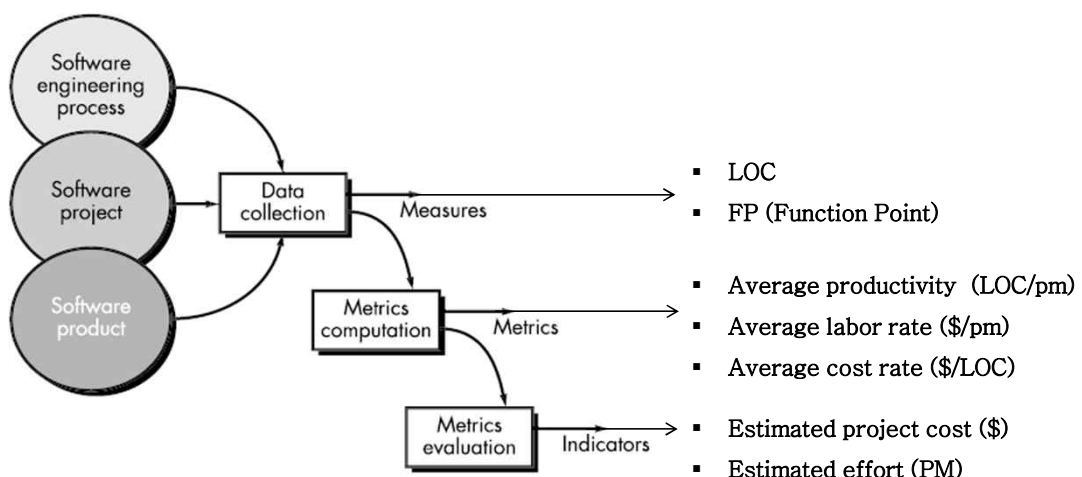 Software
engineering
process
Software
project
Software
product
Data
collection
Measures
Metrics
computation
Metrics
Metrics
evaluation
Indicators
▪ LOC
▪ FP (Function Point)
▪ Average productivity (LOC/pm)
▪ Average labor rate ($/pm)
▪ Average cost rate ($/LOC)
▪ Estimated project cost ($)
▪ Estimated effort (PM)